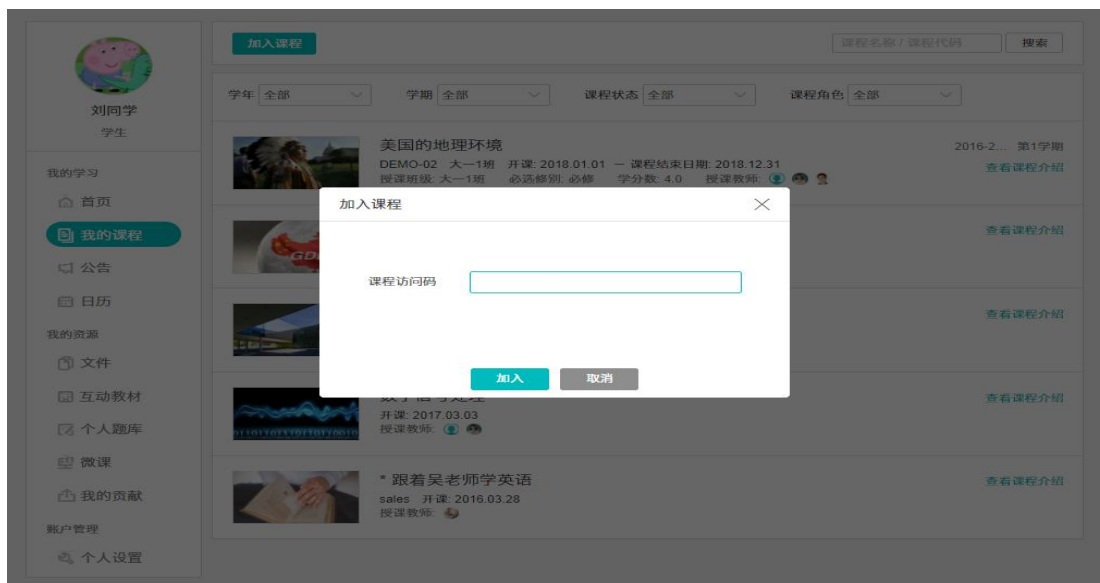 刘同学
学生
我的学习
首页
我的课程
公告
日历
我的资源
文件
互动教材
个人题库
微课
我的贡献
账户管理
个人设置
加入课程
课程名称 / 课程代码
搜索
学年 全部 学期 全部 课程状态 全部 课程角色 全部
美国的地理环境
2016-2... 第1学期
DEMO-02 大一1班 开课: 2018.01.01 – 课程结束日期: 2018.12.31
查看课程介绍
授课班级: 大一1班 必选修别: 必修 学分数: 4.0 授课教师:
加入课程
课程访问码
加入 取消
查看课程介绍
GD
查看课程介绍
数字信号处理
查看课程介绍
开课: 2017.03.03
授课教师:
* 跟着吴老师学英语
查看课程介绍
sales 开课: 2016.03.28
授课教师: